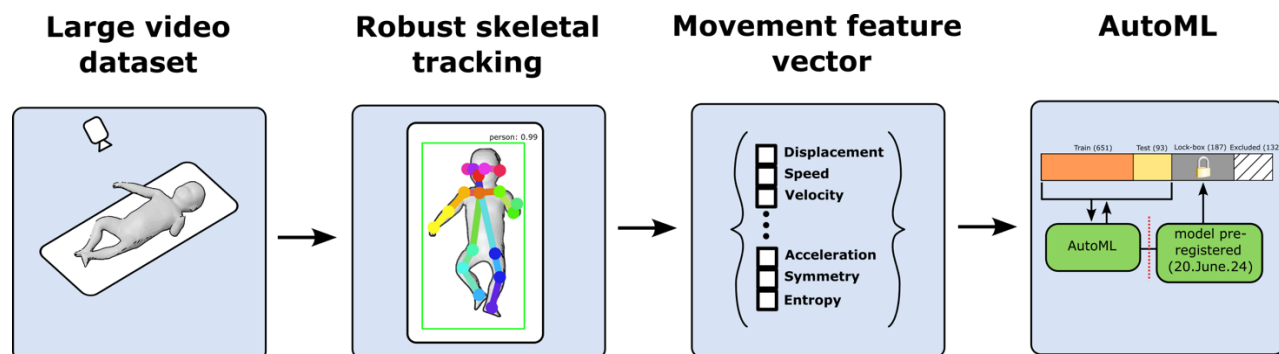 Large video
dataset
Robust skeletal
tracking
Movement feature
vector
AutoML
person: 0.99
Displacement
Speed
Velocity
Acceleration
Symmetry
Entropy
Train (651)
Test (93)
Lock-box (187)
Excluded (132
AutoML
model pre-
registered
(20.June.24)